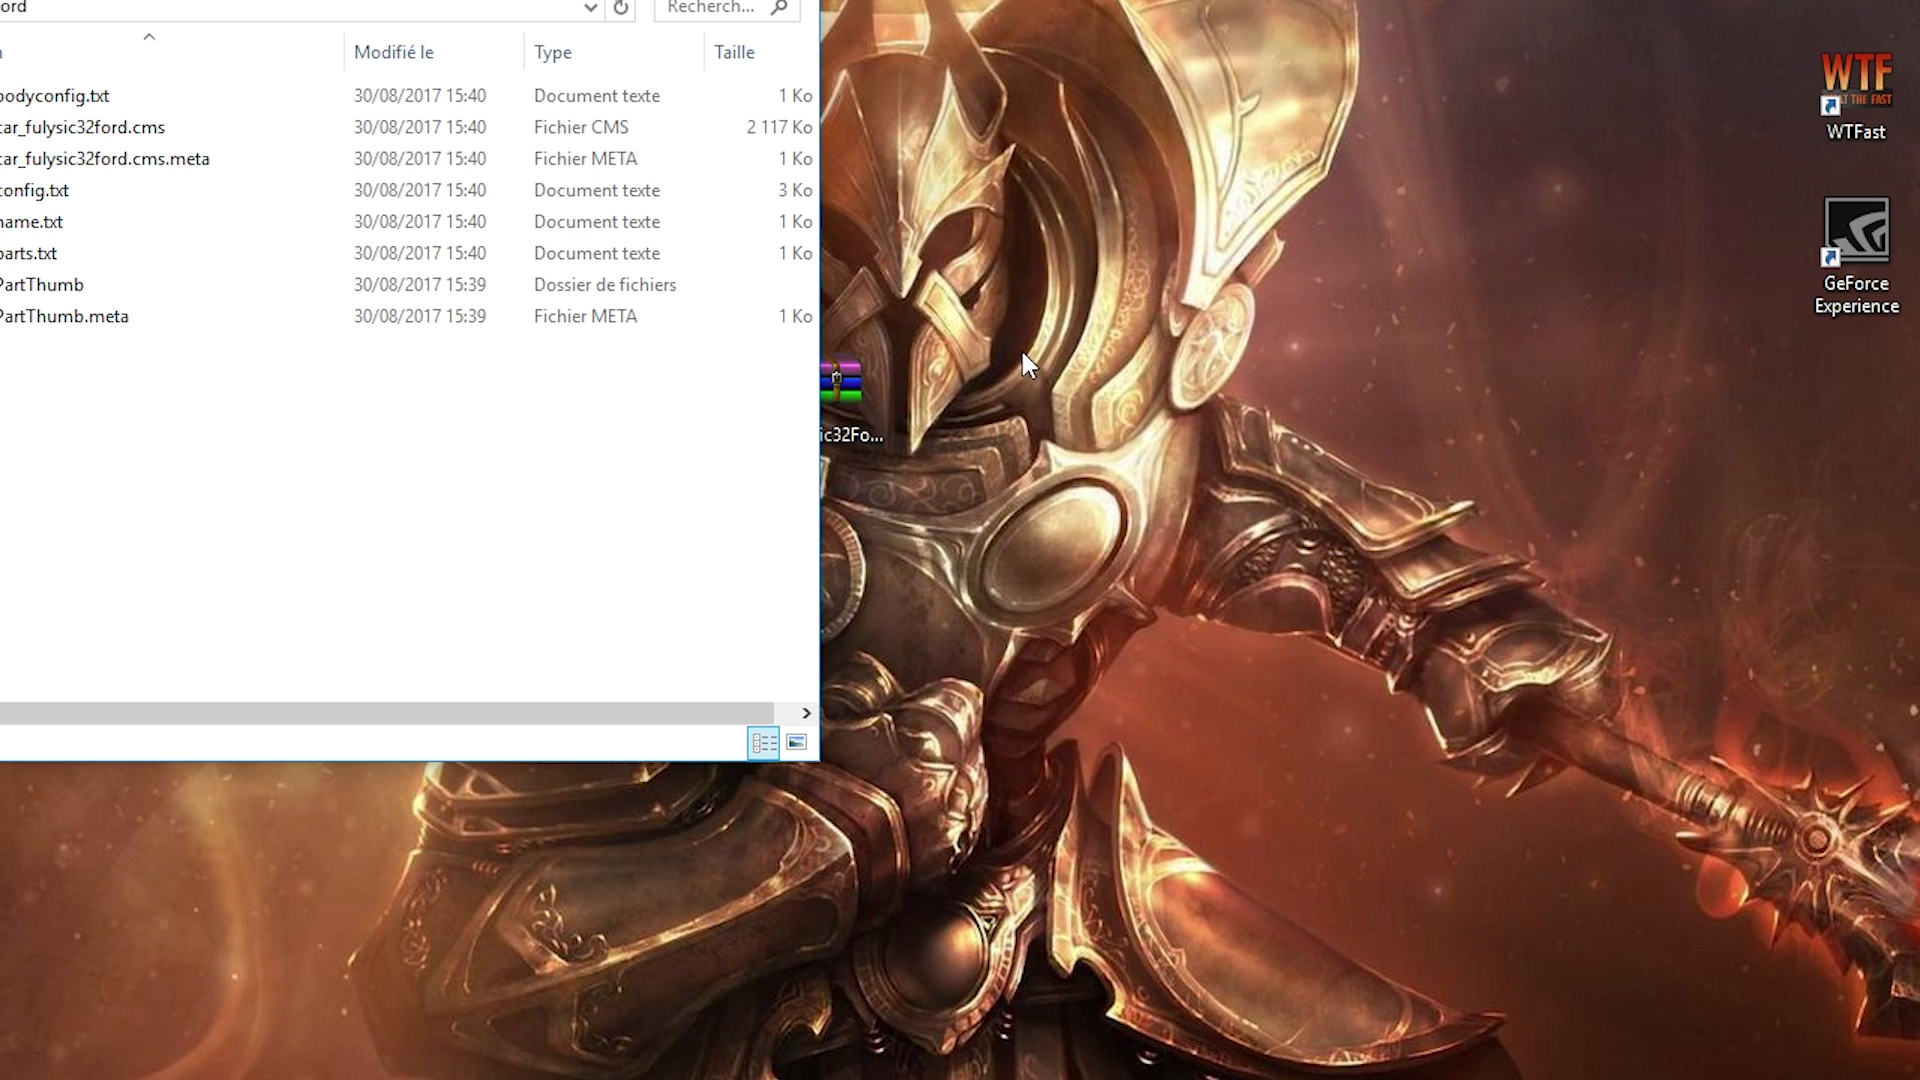 ord
Recherch...
Modifié le Type Taille
bodyconfig.txt 30/08/2017 15:40 Document texte 1 Ko
car_fulysic32ford.cms 30/08/2017 15:40 Fichier CMS 2 117 Ko
car_fulysic32ford.cms.meta 30/08/2017 15:40 Fichier META 1 Ko
config.txt 30/08/2017 15:40 Document texte 3 Ko
name.txt 30/08/2017 15:40 Document texte 1 Ko
parts.txt 30/08/2017 15:40 Document texte 1 Ko
PartThumb 30/08/2017 15:39 Dossier de fichiers
PartThumb.meta 30/08/2017 15:39 Fichier META 1 Ko
ic32Fo...
WTF
AT THE FAST
WTFast
GeForce
Experience